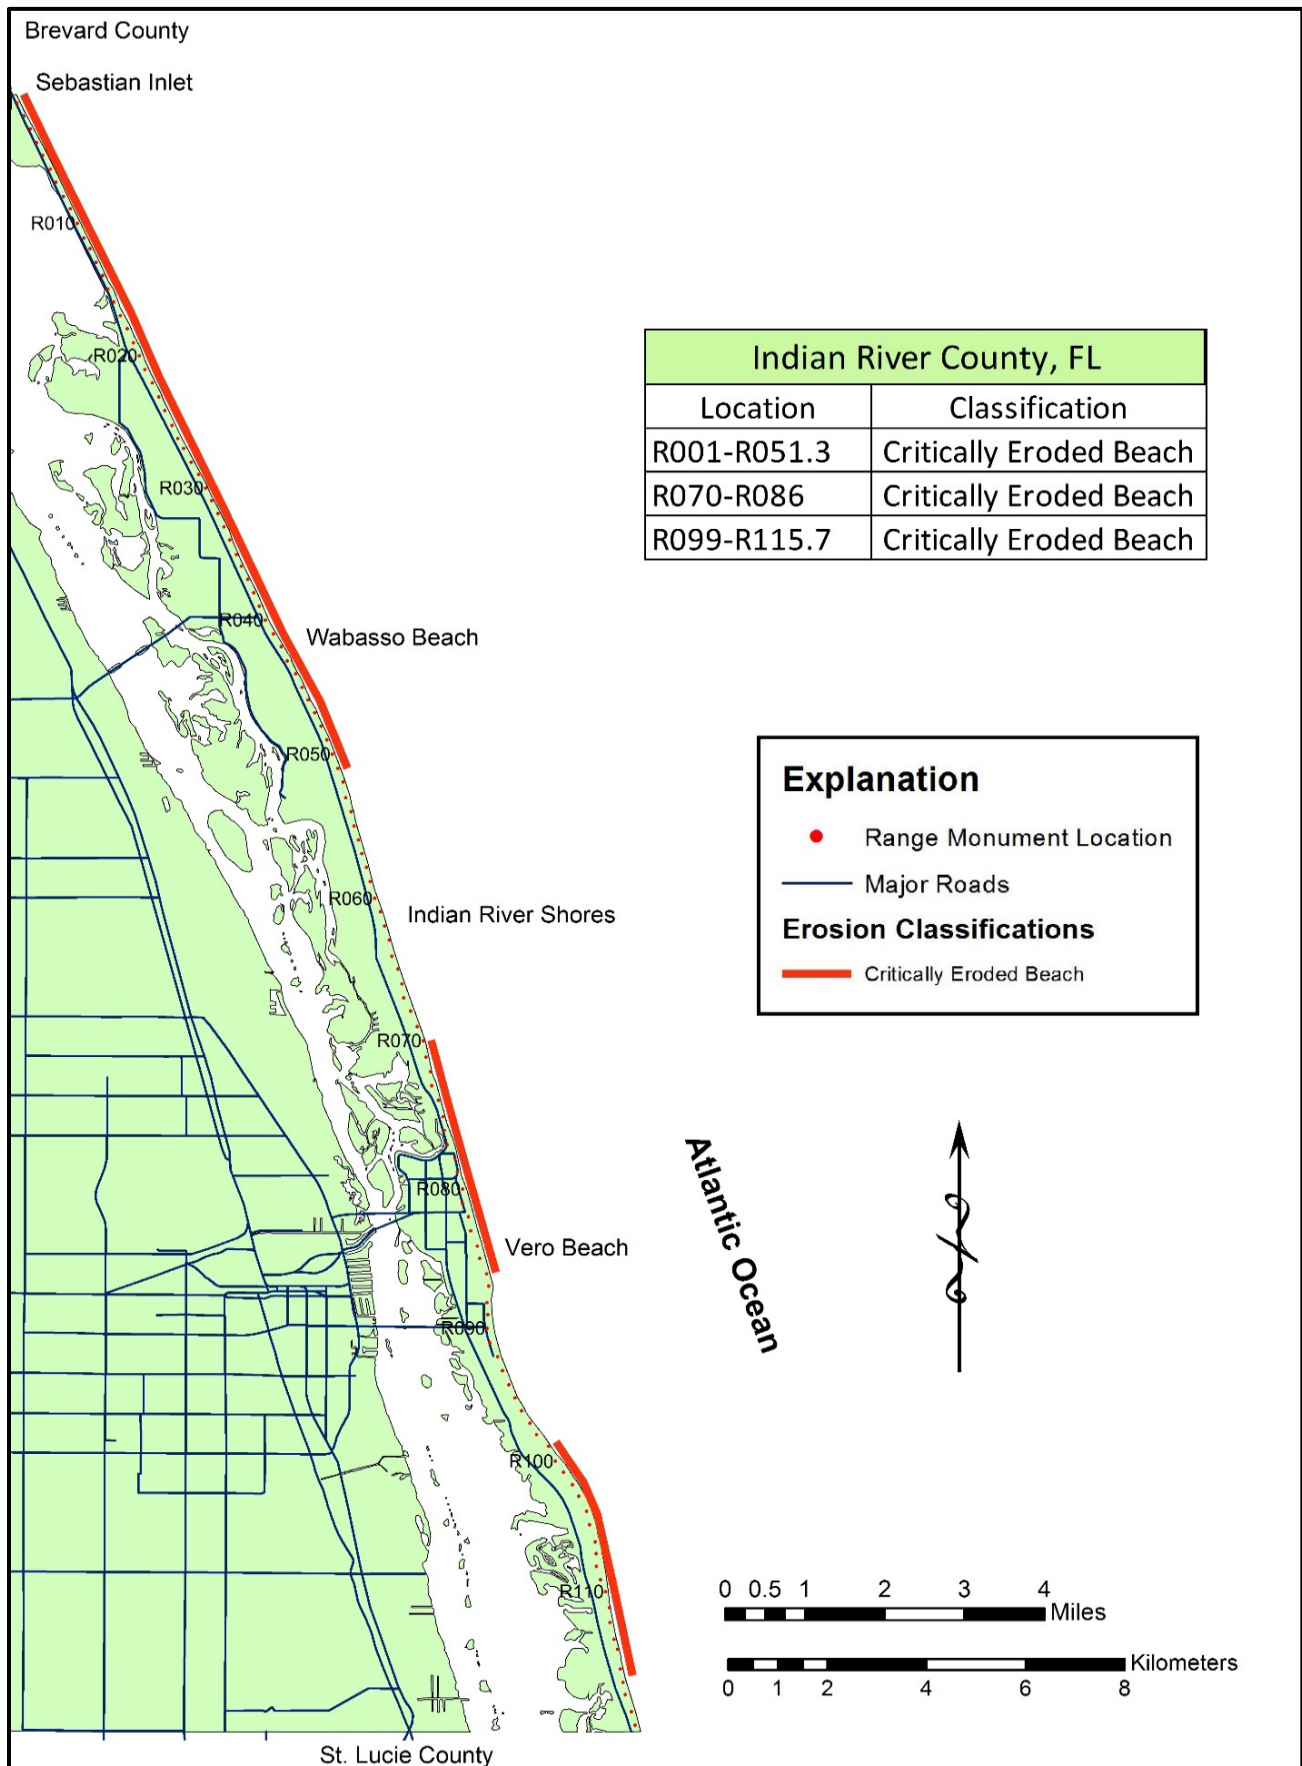 Brevard County
Sebastian Inlet
R010
R020
R030
R040
Wabasso Beach
R050
R060
Indian River Shores
R070
R080
Vero Beach
R090
R100
R110
St. Lucie County
Indian River County, FL
Location Classification
R001-R051.3 Critically Eroded Beach
R070-R086 Critically Eroded Beach
R099-R115.7 Critically Eroded Beach
Explanation
Range Monument Location
Major Roads
Erosion Classifications
Critically Eroded Beach
Atlantic Ocean
N
0 0.5 1 2 3 4
Miles
Kilometers
0 1 2 4 6 8